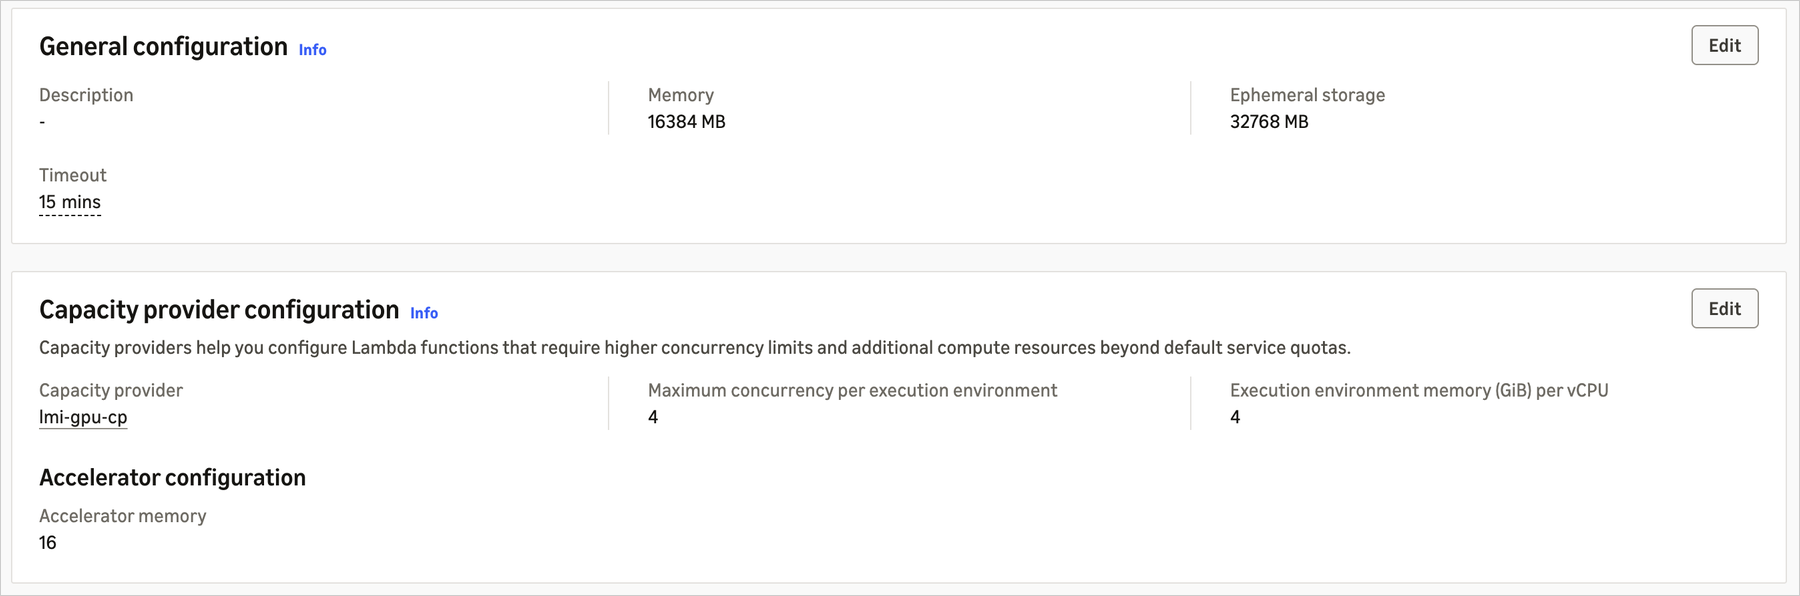 General configuration Info
Edit
Description
-
Memory
16384 MB
Ephemeral storage
32768 MB
Timeout
15 mins
Capacity provider configuration Info
Edit
Capacity providers help you configure Lambda functions that require higher concurrency limits and additional compute resources beyond default service quotas.
Capacity provider
lmi-gpu-cp
Maximum concurrency per execution environment
4
Execution environment memory (GiB) per vCPU
4
Accelerator configuration
Accelerator memory
16